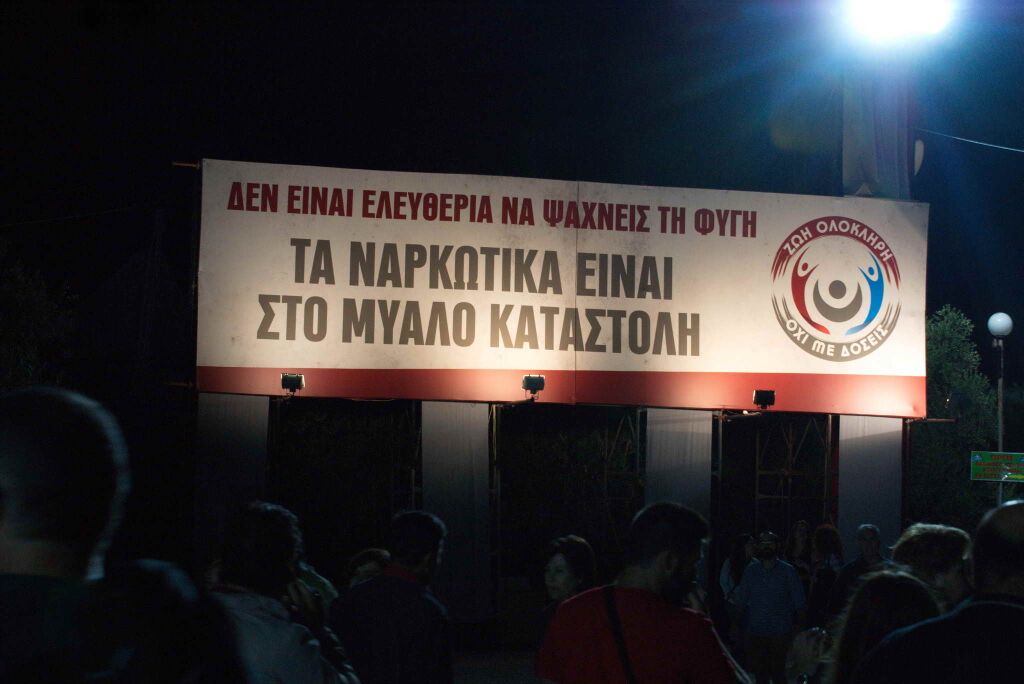 ΔΕΝ ΕΙΝΑΙ ΕΛΕΥΘΕΡΙΑ ΝΑ ΨΑΧΝΕΙΣ ΤΗ ΦΥΓΗ
ΤΑ ΝΑΡΚΩΤΙΚΑ ΕΙΝΑΙ
ΣΤΟ ΜΥΑΛΟ ΚΑΤΑΣΤΟΛΗ
ΖΩΗ ΟΛΟΚΛΗΡΗ
ΟΧΙ ΜΕ ΔΟΣΕΙΣ